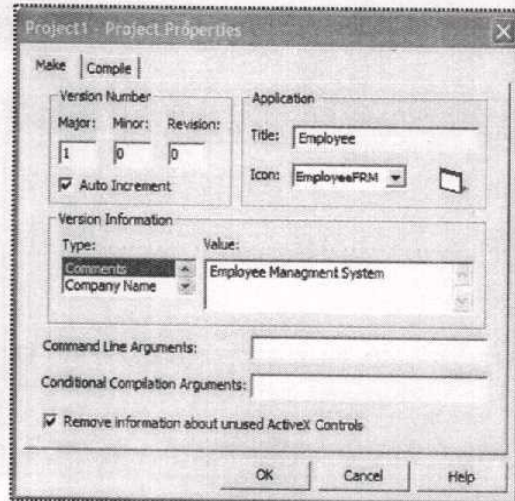 Project1 - Project Properties
Make Compile
Version Number
Major: Minor: Revision:
1 0 0
Auto Increment
Application
Title: Employee
Icon: EmployeeFRM
Version Information
Type: Value:
Comments
Company Name
Employee Managment System
Command Line Arguments:
Conditional Compilation Arguments:
Remove information about unused ActiveX Controls
OK Cancel Help